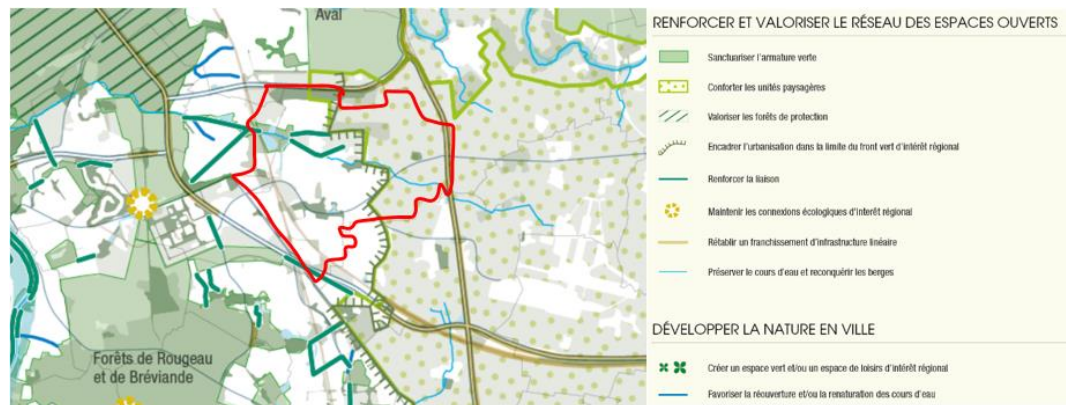 Aval
Forêts de Rougeau
et de Bréviande
RENFORCER ET VALORISER LE RÉSEAU DES ESPACES OUVERTS
Sanctuariser l'armature verte
Conforter les unités paysagères
Valoriser les forêts de protection
Encadrer l'urbanisation dans la limite du front vert d'intérêt régional
Renforcer la liaison
Maintenir les connexions écologiques d'intérêt régional
Rétablir un franchissement d'infrastructure linéaire
Préserver le cours d'eau et reconquérir les berges
DÉVELOPPER LA NATURE EN VILLE
Créer un espace vert et/ou un espace de loisirs d'intérêt régional
Favoriser la réouverture et/ou la renaturation des cours d'eau